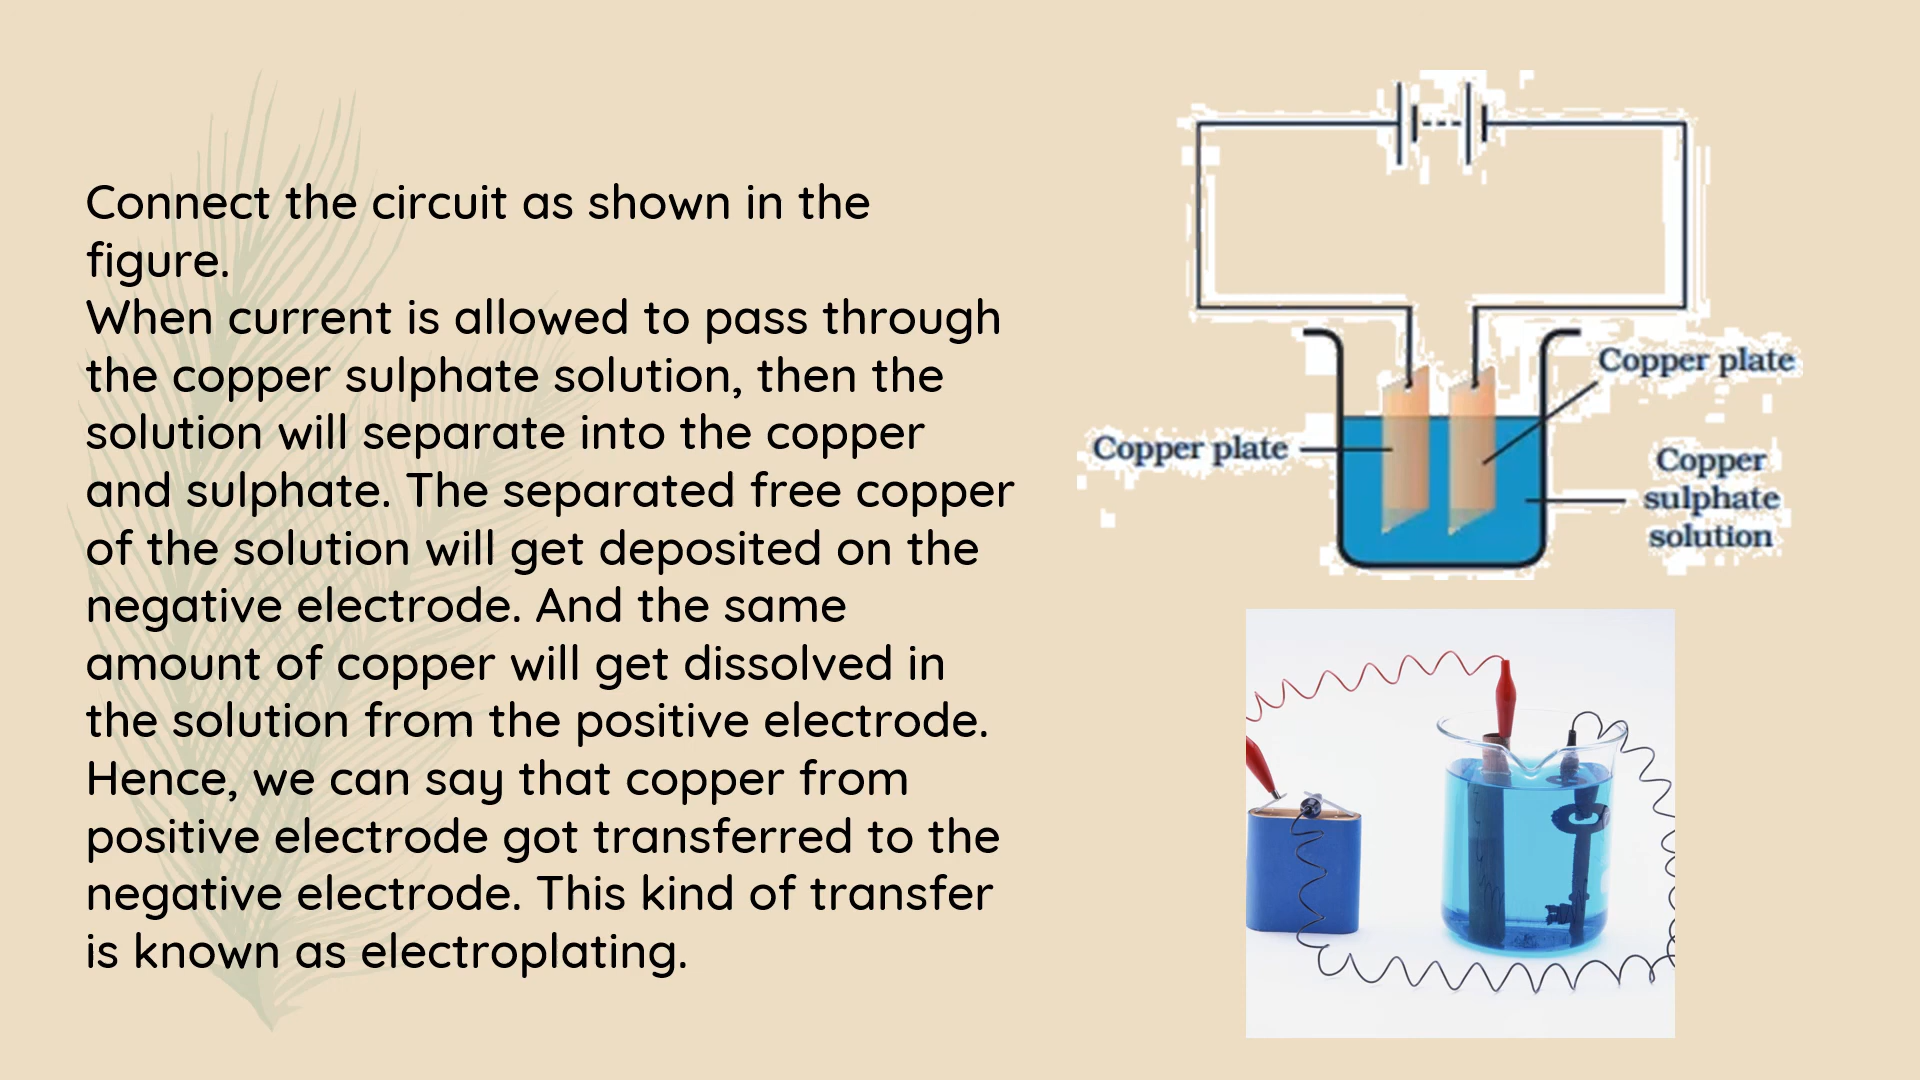 Connect the circuit as shown in the
figure.
When current is allowed to pass through
the copper sulphate solution, then the
solution will separate into the copper
and sulphate. The separated free copper
of the solution will get deposited on the
negative electrode. And the same
amount of copper will get dissolved in
the solution from the positive electrode.
Hence, we can say that copper from
positive electrode got transferred to the
negative electrode. This kind of transfer
is known as electroplating.
Copper plate
Copper plate
Copper
sulphate
solution